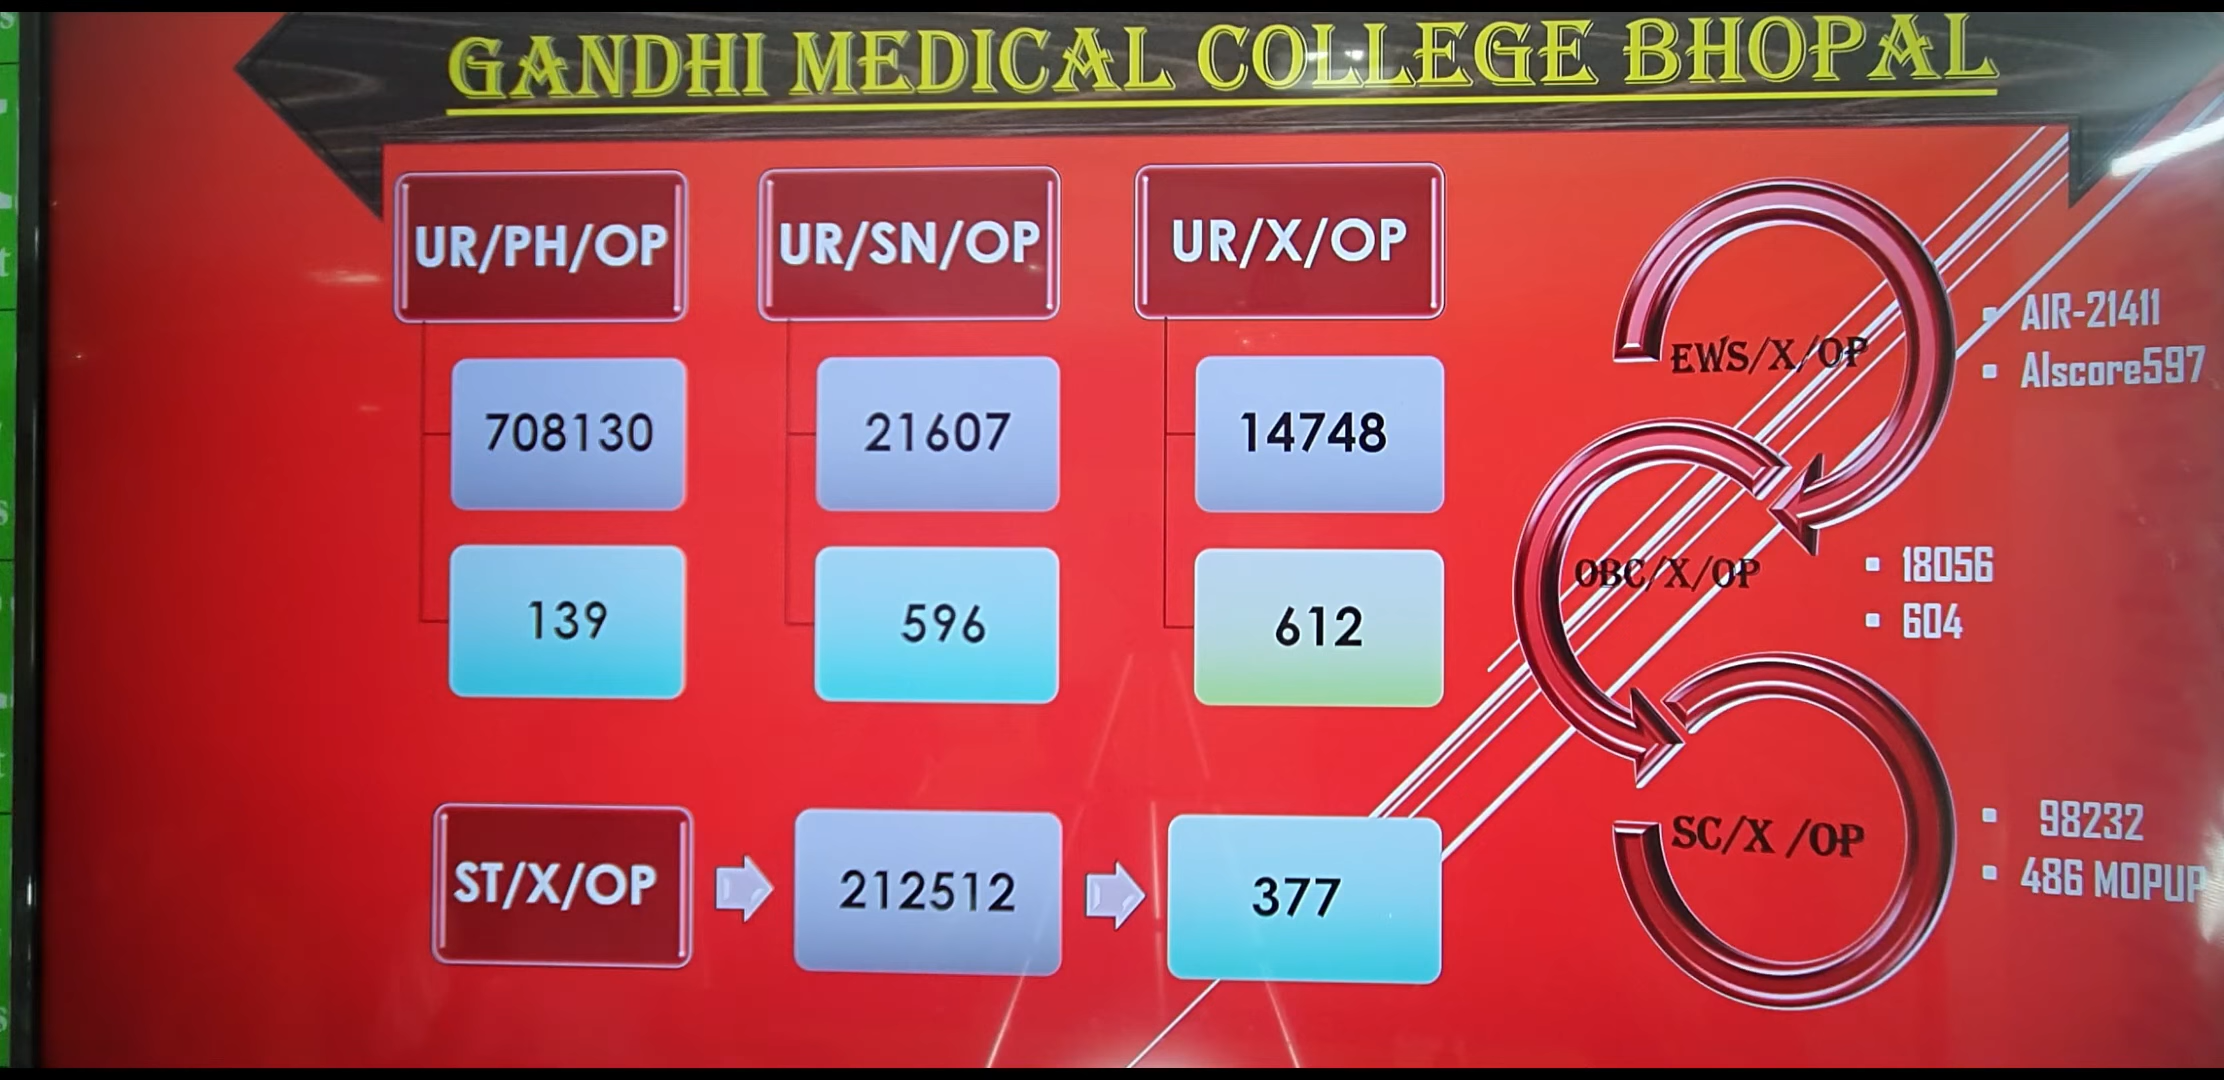 GANDHI MEDICAL COLLEGE BHOPAL
UR/PH/OP
708130
139
UR/SN/OP
21607
596
UR/X/OP
14748
612
EWS/X/OP
AIR-21411
AIscore597
OBC/X/OP
18056
604
SC/X /OP
98232
486 MOPUP
ST/X/OP
212512
377